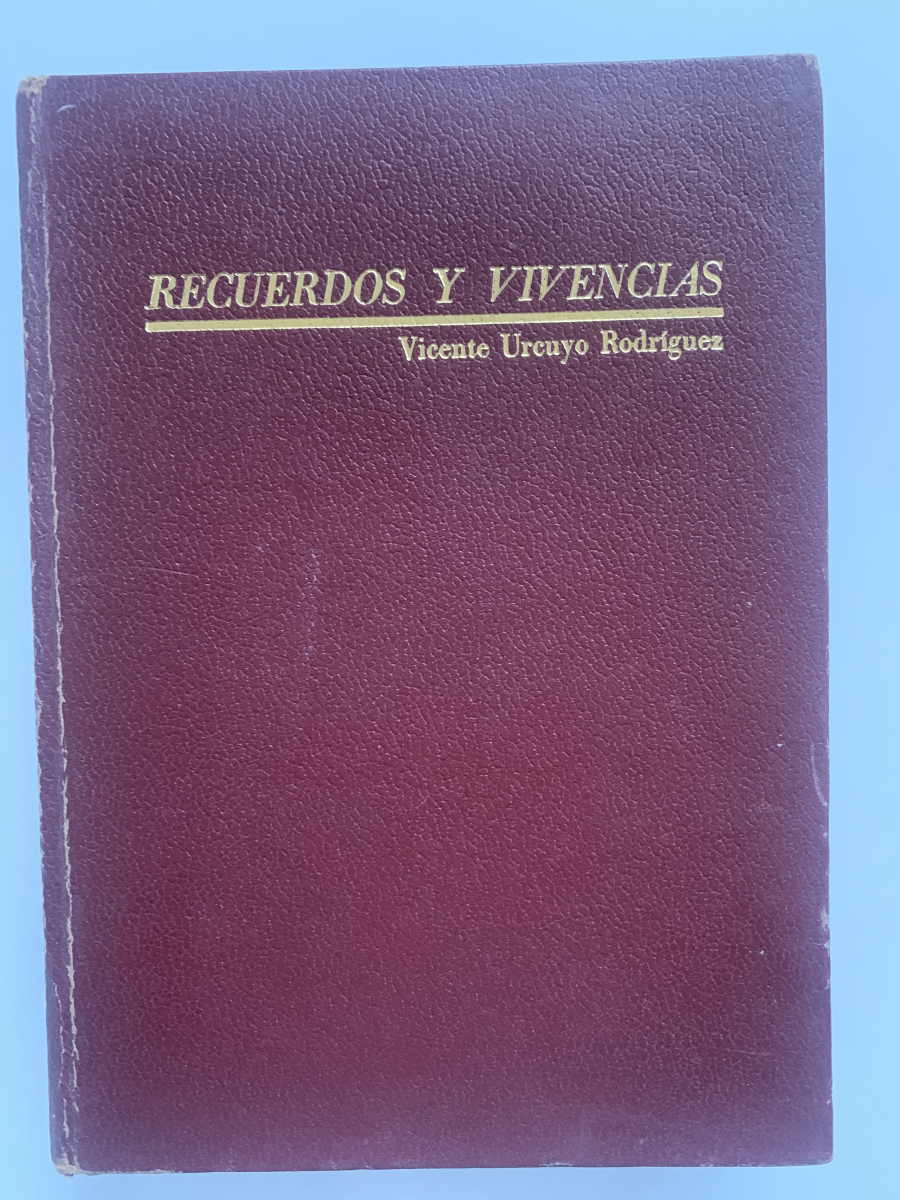 RECUERDOS Y VIVENCIAS
Vicente Urcuyo Rodríguez